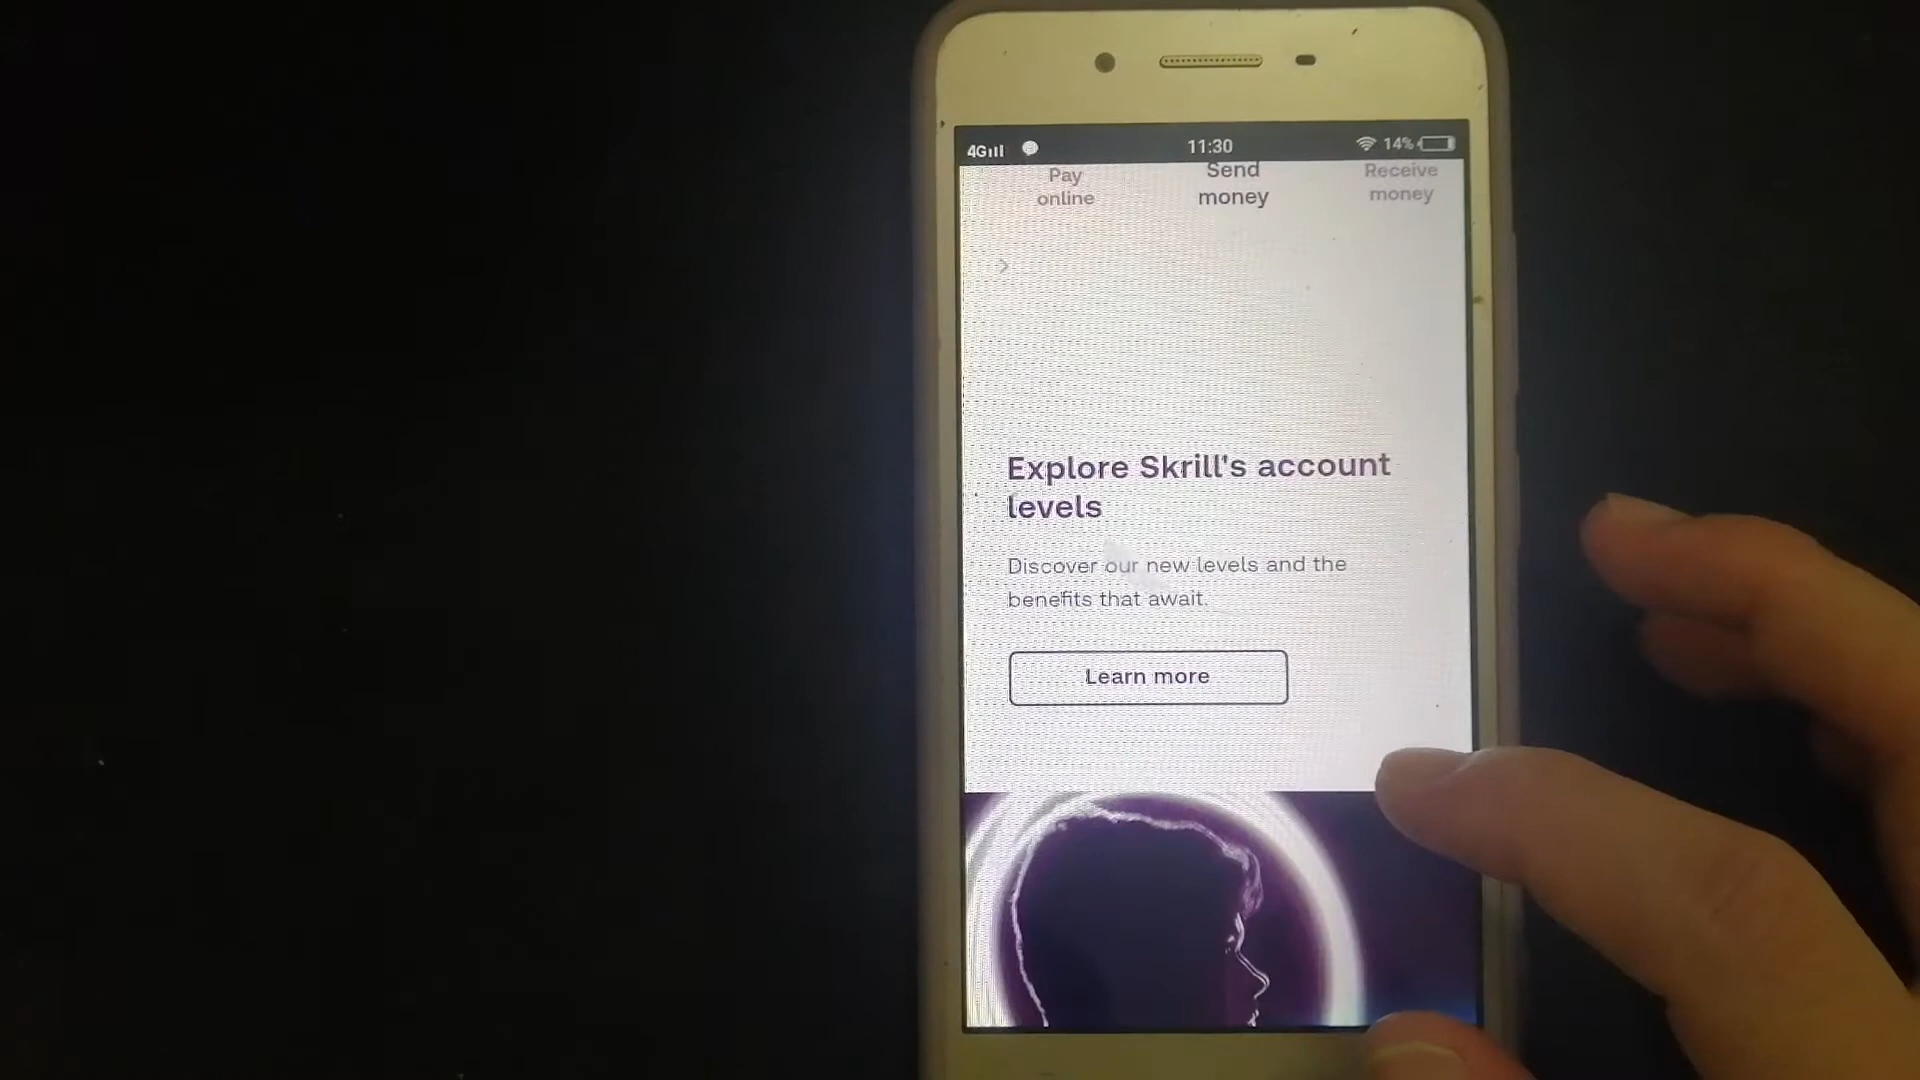 4G 11:30 14%
Pay online
Send money
Receive money
Explore Skrill's account
levels
Discover our new levels and the
benefits that await.
Learn more